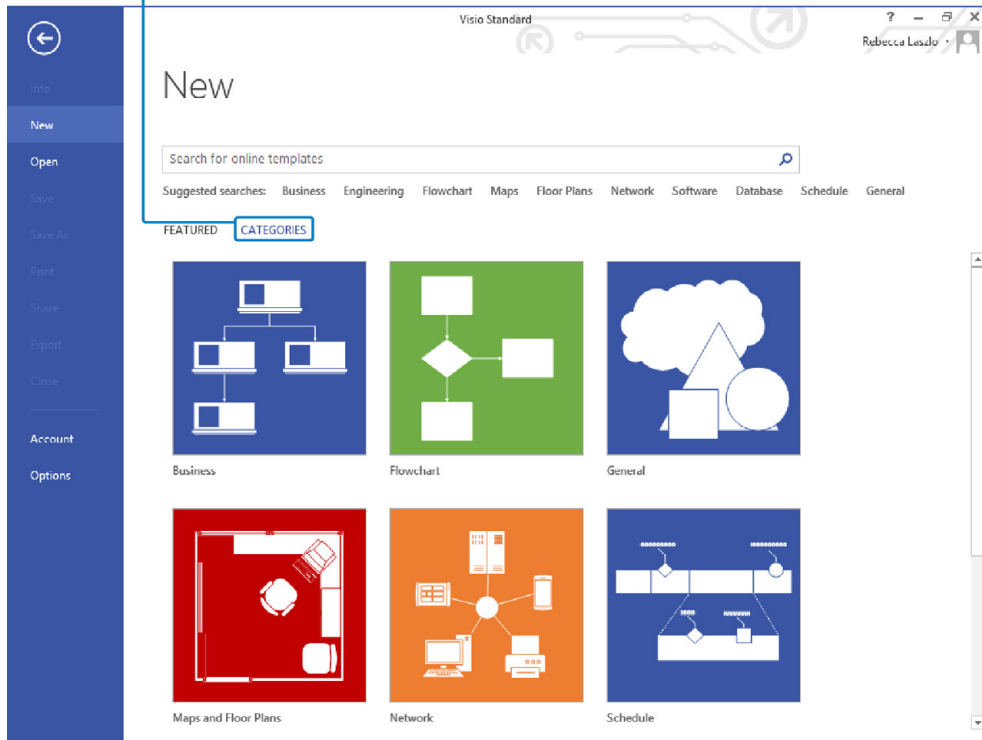 Visio Standard
?
Rebecca Laszlo
Info
New
Open
Save
Save As
Print
Share
Export
Close
Account
Options
New
Search for online templates
Suggested searches: Business Engineering Flowchart Maps Floor Plans Network Software Database Schedule General
FEATURED CATEGORIES
Business Flowchart General
Maps and Floor Plans Network Schedule